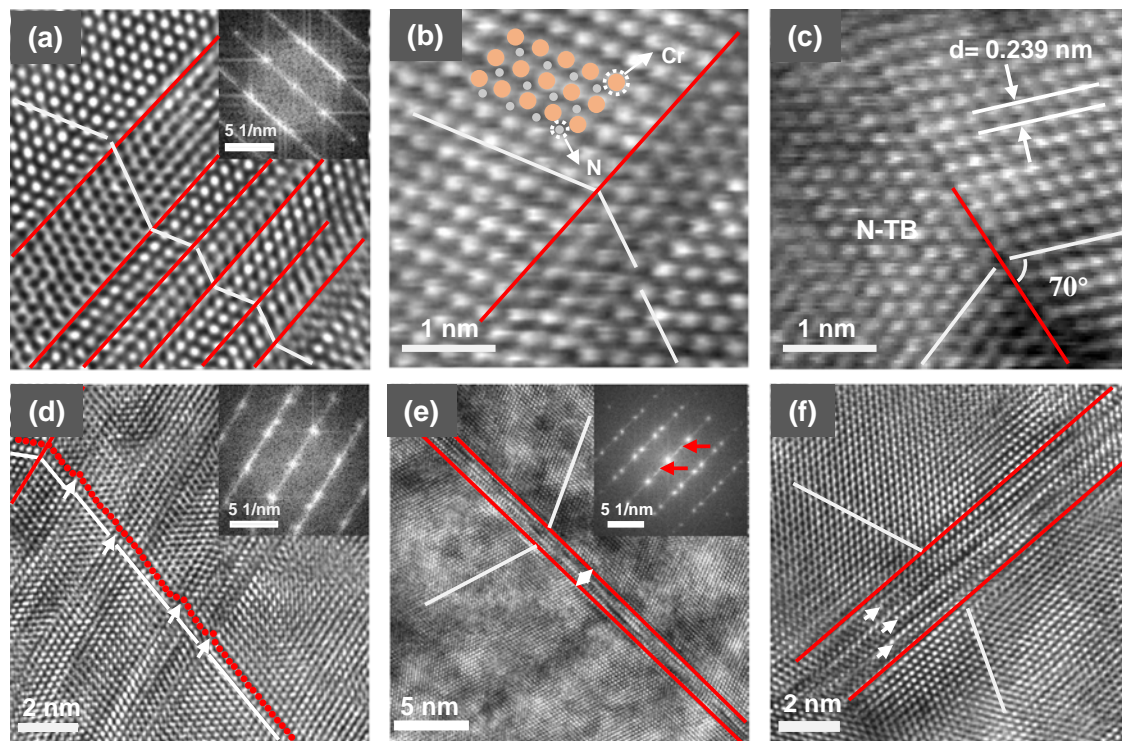 (a)
5 1/nm
(b)
Cr
N
1 nm
(c)
d= 0.239 nm
N-TB
70°
1 nm
(d)
5 1/nm
2 nm
(e)
5 1/nm
5 nm
(f)
2 nm